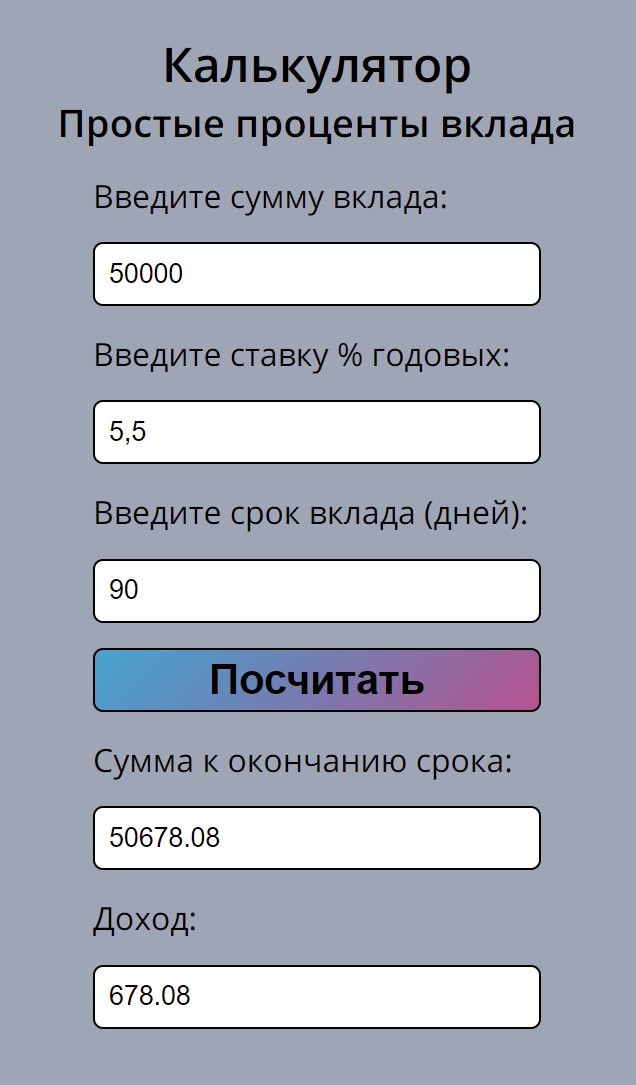 Калькулятор
Простые проценты вклада
Введите сумму вклада:
50000
Введите ставку % годовых:
5,5
Введите срок вклада (дней):
90
Посчитать
Сумма к окончанию срока:
50678.08
Доход:
678.08